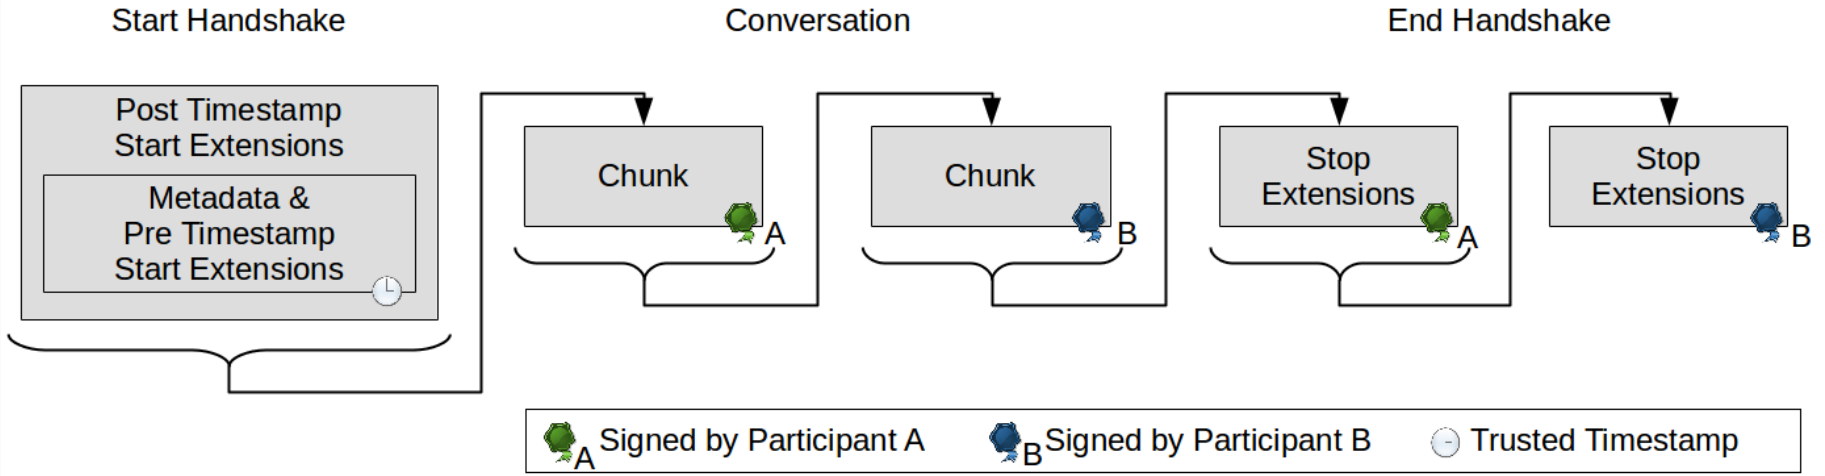 Start Handshake
Conversation
End Handshake
Post Timestamp
Start Extensions
Metadata &
Pre Timestamp
Start Extensions
Chunk
A
Chunk
B
Stop
Extensions
A
Stop
Extensions
B
A Signed by Participant A
B Signed by Participant B
Trusted Timestamp